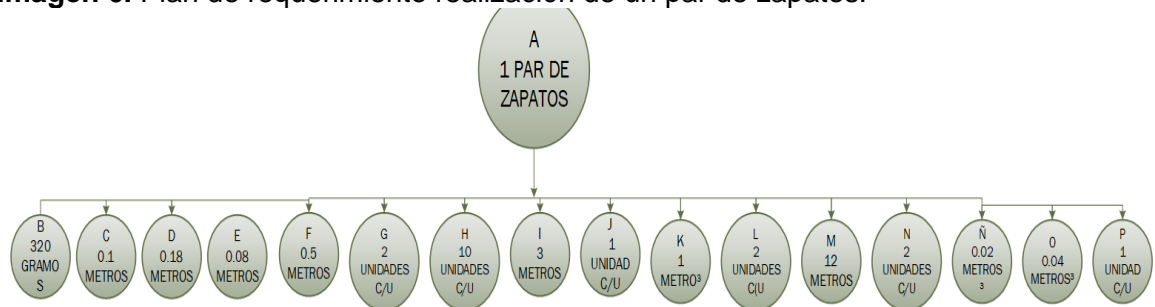 Imagen 6. Plan de requerimiento realización de un par de zapatos.
A
1 PAR DE
ZAPATOS
B
320
GRAMO
S
C
0.1
METROS
D
0.18
METROS
E
0.08
METROS
F
0.5
METROS
G
2
UNIDADES
C/U
H
10
UNIDADES
C/U
I
3
METROS
J
1
UNIDAD
C/U
K
1
METRO³
L
2
UNIDADES
C(U
M
12
METROS
N
2
UNIDADES
C/U
Ñ
0.02
METROS
3
O
0.04
METROS³
P
1
UNIDAD
C/U